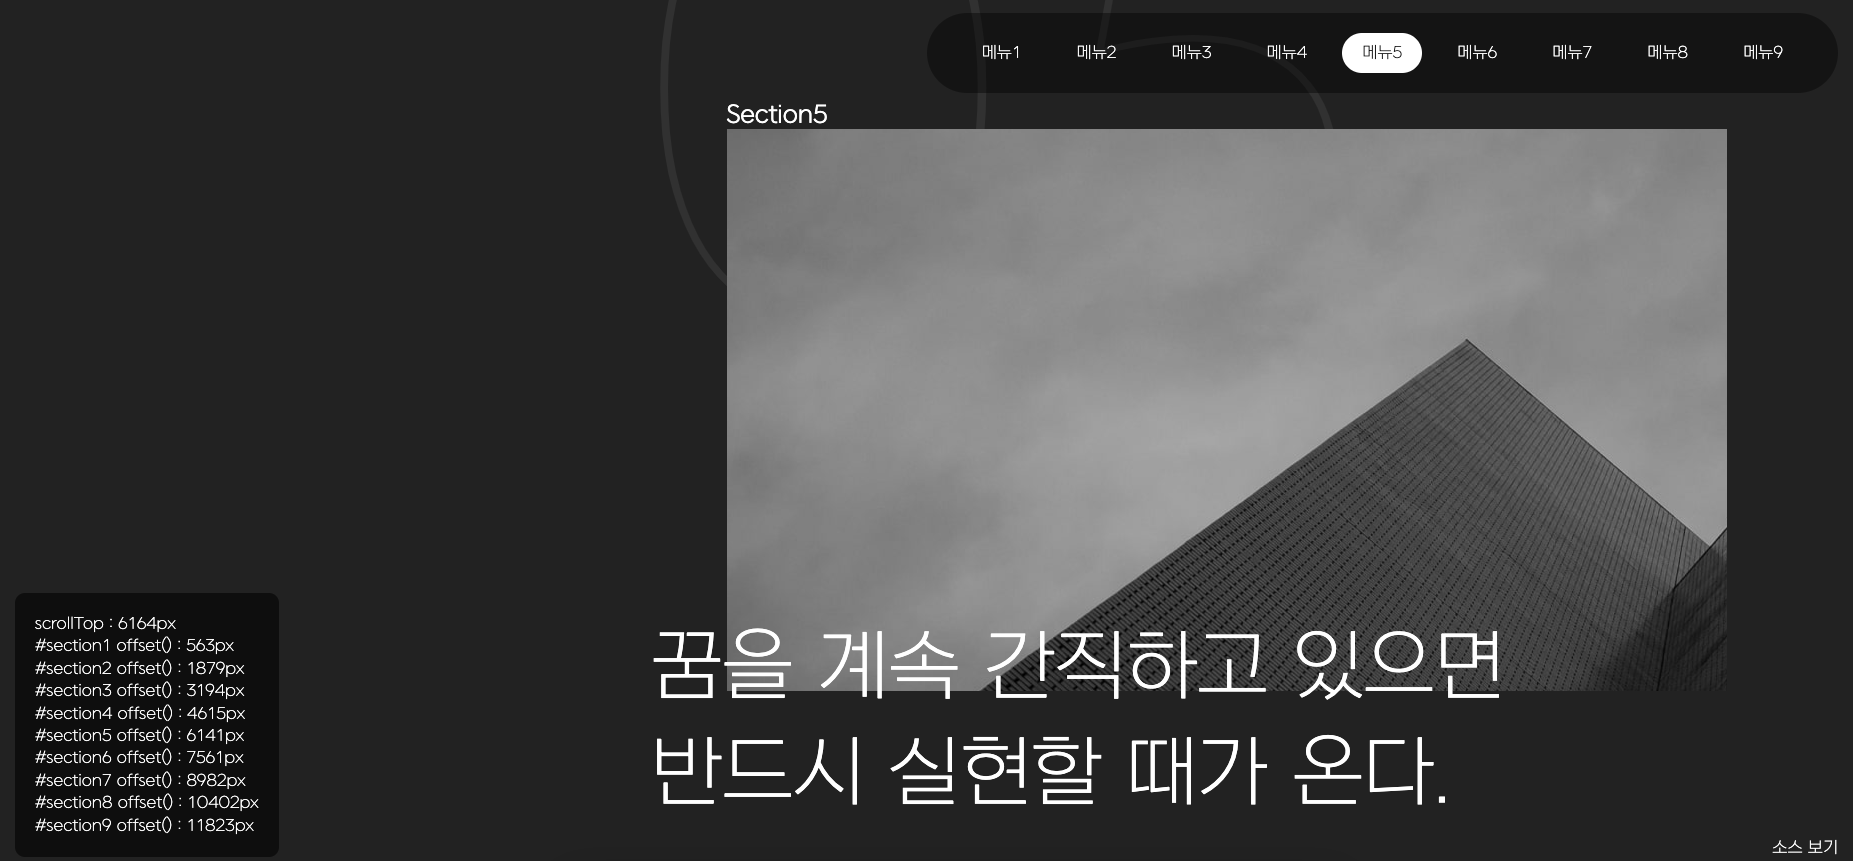 메뉴1 메뉴2 메뉴3 메뉴4 메뉴5 메뉴6 메뉴7 메뉴8 메뉴9
Section5
꿈을 계속 간직하고 있으면
반드시 실현할 때가 온다.
scrollTop : 6164px
#section1 offset() : 563px
#section2 offset() : 1879px
#section3 offset() : 3194px
#section4 offset() : 4615px
#section5 offset() : 6141px
#section6 offset() : 7561px
#section7 offset() : 8982px
#section8 offset() : 10402px
#section9 offset() : 11823px
소스 보기